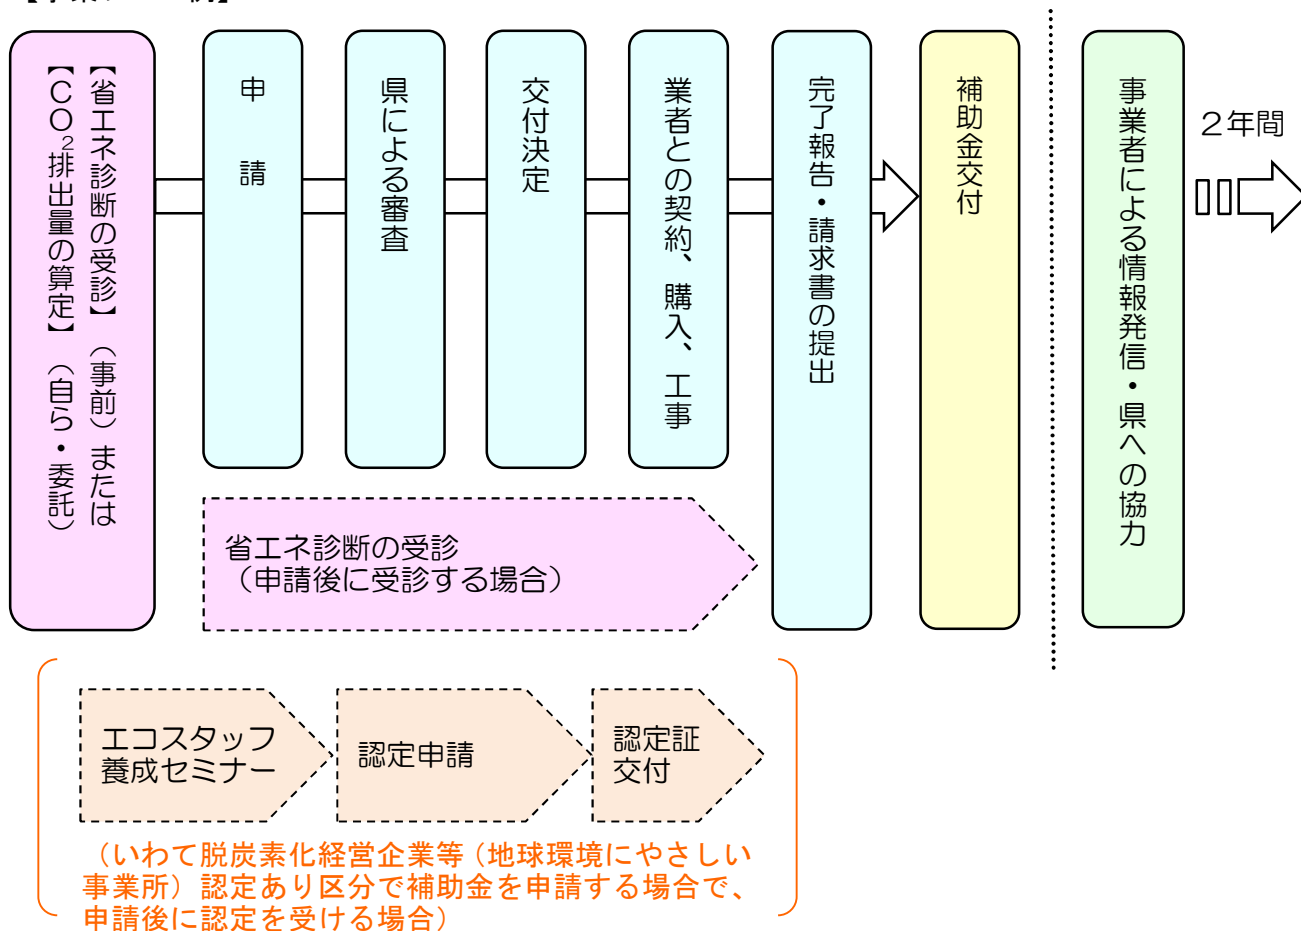 【省エネ診断の受診】（事前）または
【ＣＯ₂排出量の算定】（自ら・委託）
申　請
県による審査
交付決定
業者との契約、購入、工事
完了報告・請求書の提出
補助金交付
事業者による情報発信・県への協力
２年間
省エネ診断の受診
（申請後に受診する場合）
エコスタッフ
養成セミナー
認定申請
認定証
交付
（いわて脱炭素化経営企業等（地球環境にやさしい
事業所）認定あり区分で補助金を申請する場合で、
申請後に認定を受ける場合）